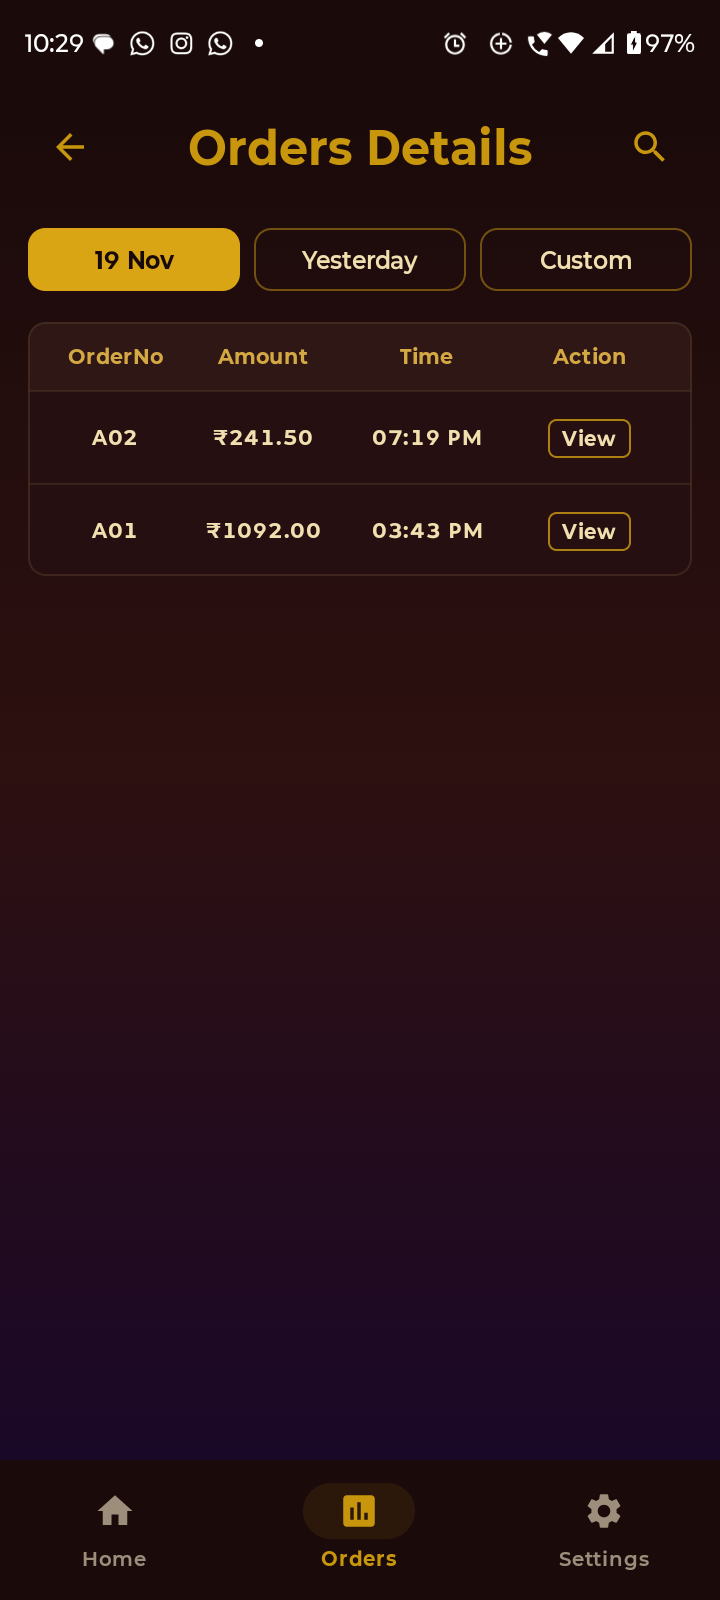 10:29 97%
Orders Details
19 Nov Yesterday Custom
OrderNo Amount Time Action
A02 ₹241.50 07:19 PM View
A01 ₹1092.00 03:43 PM View
Home Orders Settings